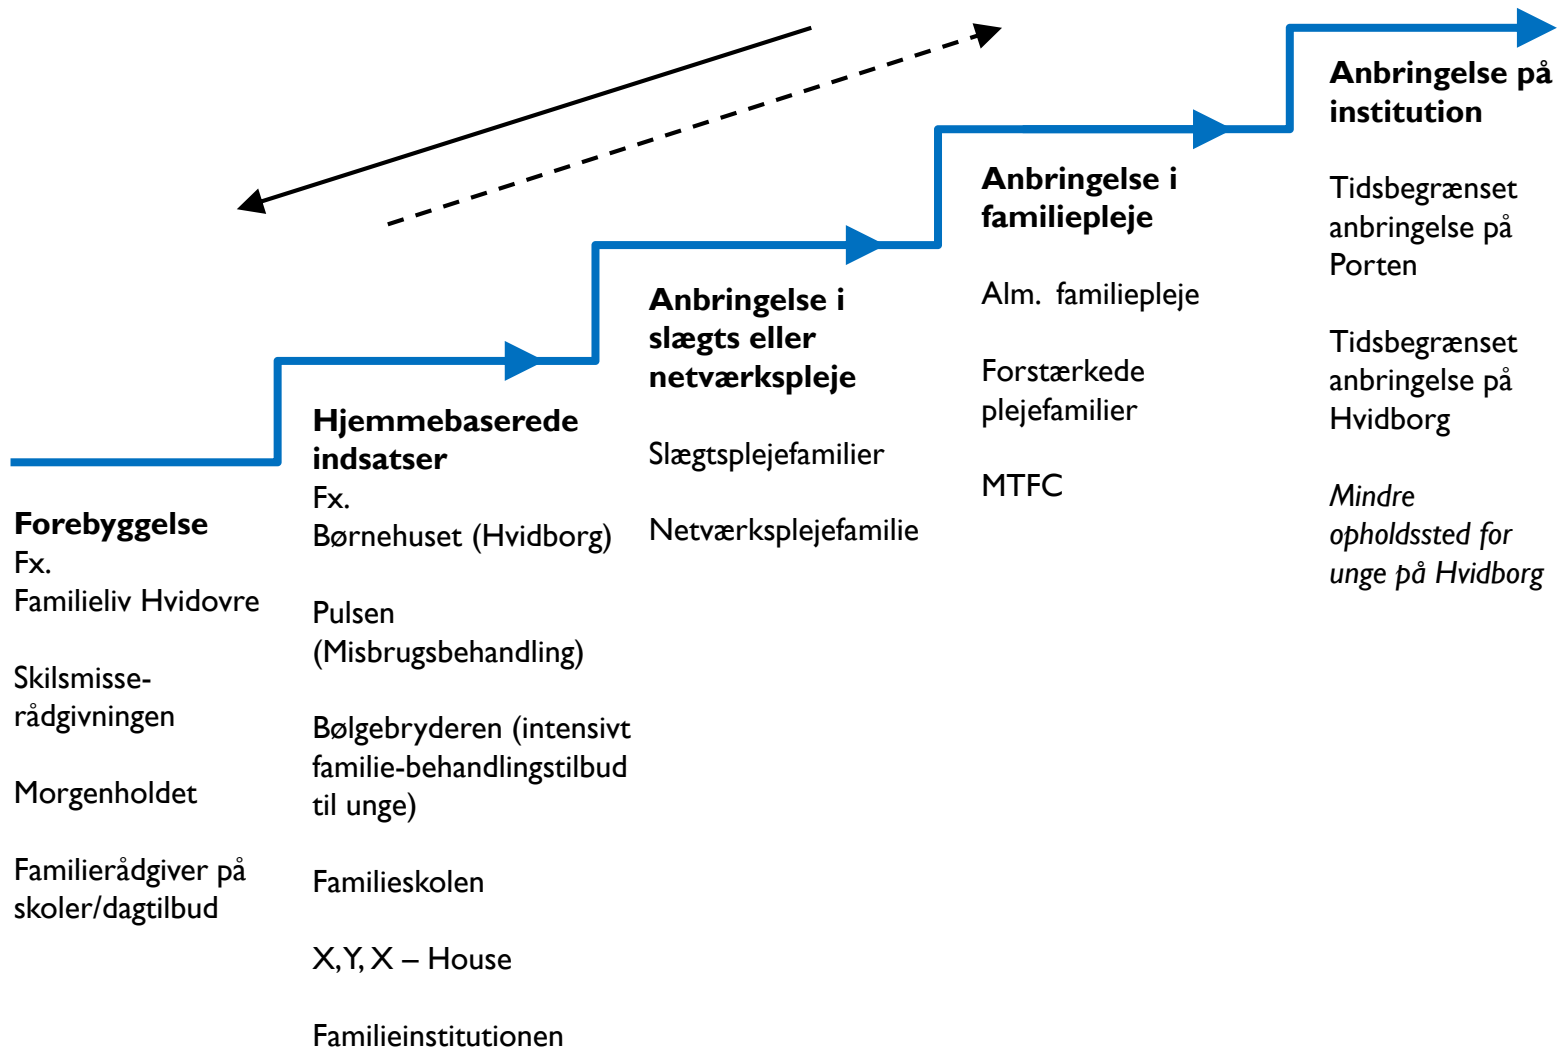 Forebyggelse
Fx.
Familieliv Hvidovre
Skilsmisse-
rådgivningen
Morgenholdet
Familierådgiver på
skoler/dagtilbud
Hjemmebaserede
indsatser
Fx.
Børnehuset (Hvidborg)
Pulsen
(Misbrugsbehandling)
Bølgebryderen (intensivt
familie-behandlingstilbud
til unge)
Familieskolen
X,Y, X – House
Familieinstitutionen
Anbringelse i
slægts eller
netværkspleje
Slægtsplejefamilier
Netværksplejefamilie
Anbringelse i
familiepleje
Alm. familiepleje
Forstærkede
plejefamilier
MTFC
Anbringelse på
institution
Tidsbegrænset
anbringelse på
Porten
Tidsbegrænset
anbringelse på
Hvidborg
Mindre
opholdssted for
unge på Hvidborg